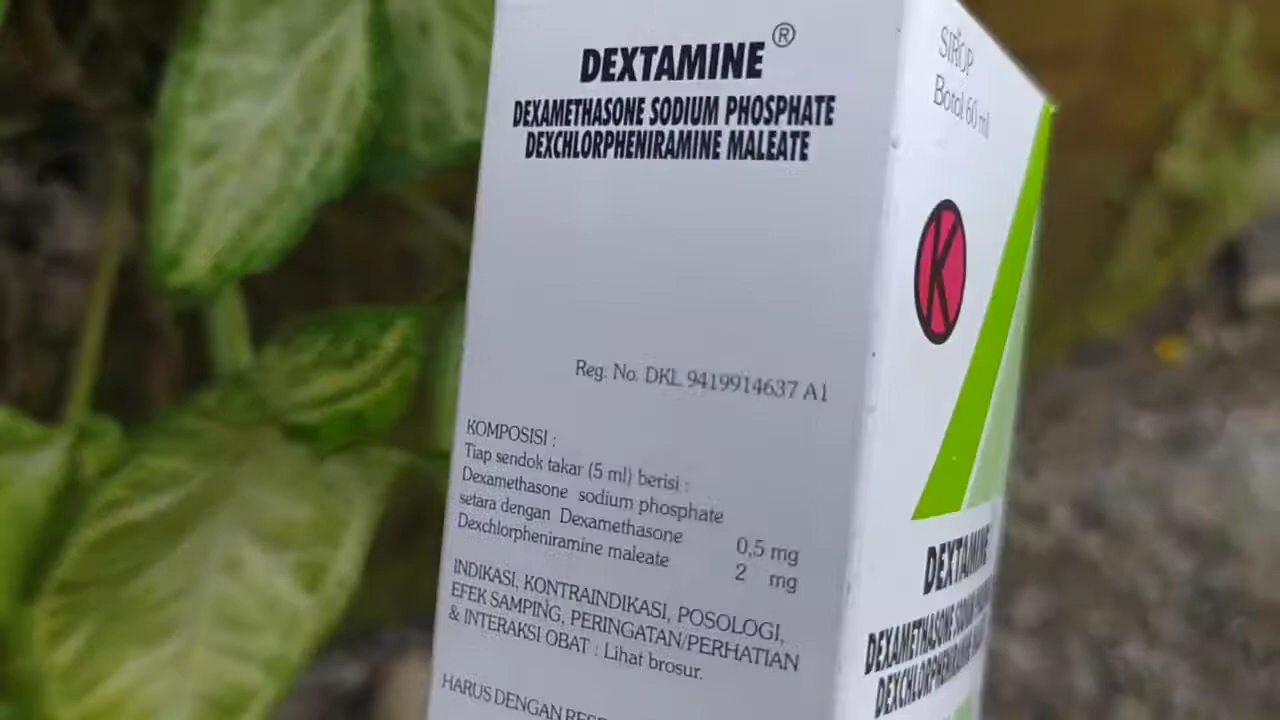 DEXTAMINE ®
DEXAMETHASONE SODIUM PHOSPHATE
DEXCHLORPHENIRAMINE MALEATE
Reg. No. DKL 9419914637 A1
KOMPOSISI :
Tiap sendok takar (5 ml) berisi :
Dexamethasone sodium phosphate
setara dengan Dexamethasone 0,5 mg
Dexchlorpheniramine maleate 2 mg
INDIKASI, KONTRAINDIKASI, POSOLOGI,
EFEK SAMPING, PERINGATAN/PERHATIAN
& INTERAKSI OBAT : Lihat brosur.
HARUS DENGAN
SIROP
Botol 60 ml
K
DEXTAMINE
DEXAMETHASONE SODIUM
DEXCHLORPHENIRAMINE